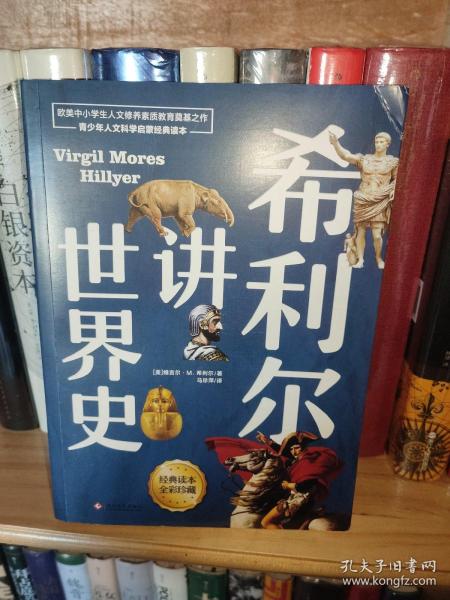 欧美中小学生人文修养素质教育奠基之作
青少年人文科学启蒙经典读本
Virgil Mores
Hillyer
希利尔
讲
世界史
[美]维吉尔·M.希利尔/著
马珍萍/译
经典读本
全彩珍藏
白银资本
孔夫子旧书网
www.kongfz.com